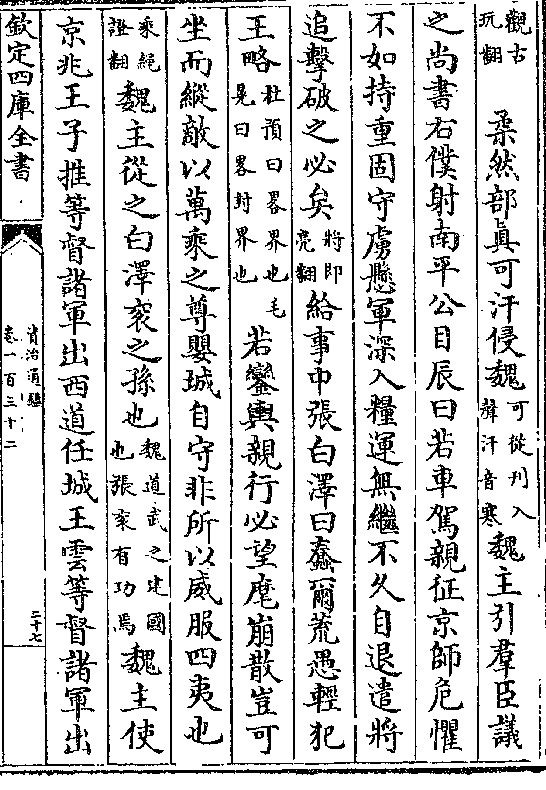 觀古玩翻　柔然部真可汗侵魏可從刋入聲汗音寒魏主引羣臣議
之尚書右僕射南平公目辰曰若車駕親征京師危懼
不如持重固守虜懸軍深入糧運無繼不久自退遣將
追擊破之必矣將即亮翻給事中張白澤曰蠢爾荒愚輕犯
王略杜預曰畧界也毛晃曰畧封界也若鑾輿親行必望麾崩散豈可
坐而縱敵以萬乘之尊嬰城自守非所以威服四夷也
乘繩證翻魏主從之白澤衮之孫也魏道武之建國也張衮有功焉魏主使
京兆王子推等督諸軍出西道任城王雲等督諸軍出
欽定四庫全書
資治通鑑
卷一百三十二
二十七